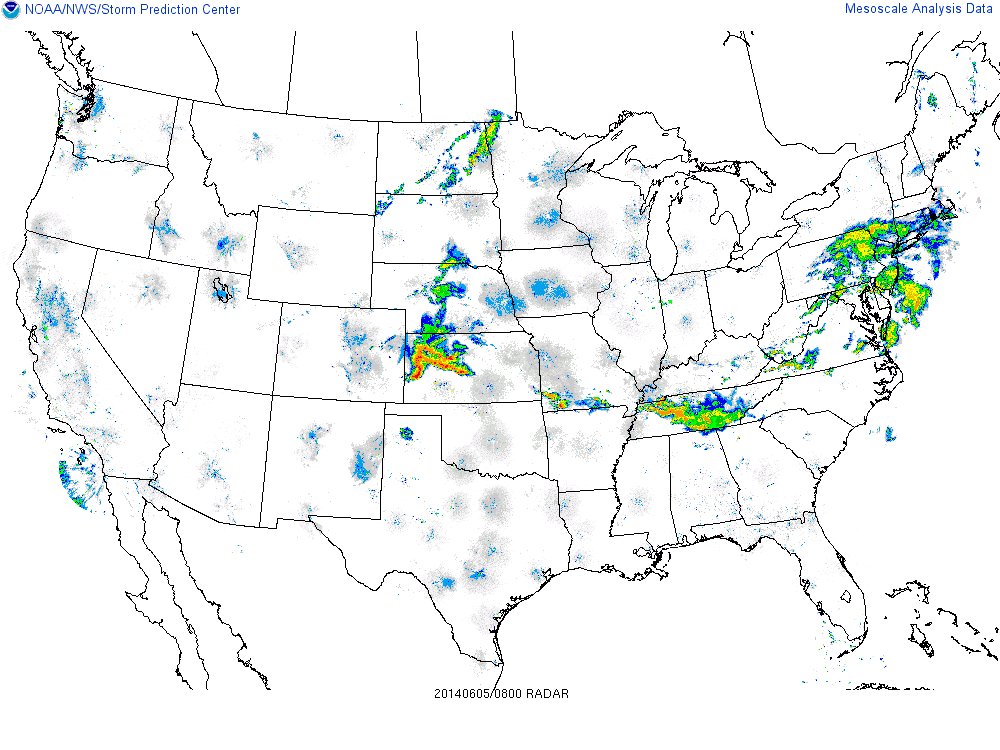 NOAA/NWS/Storm Prediction Center
Mesoscale Analysis Data
20140605/0800 RADAR